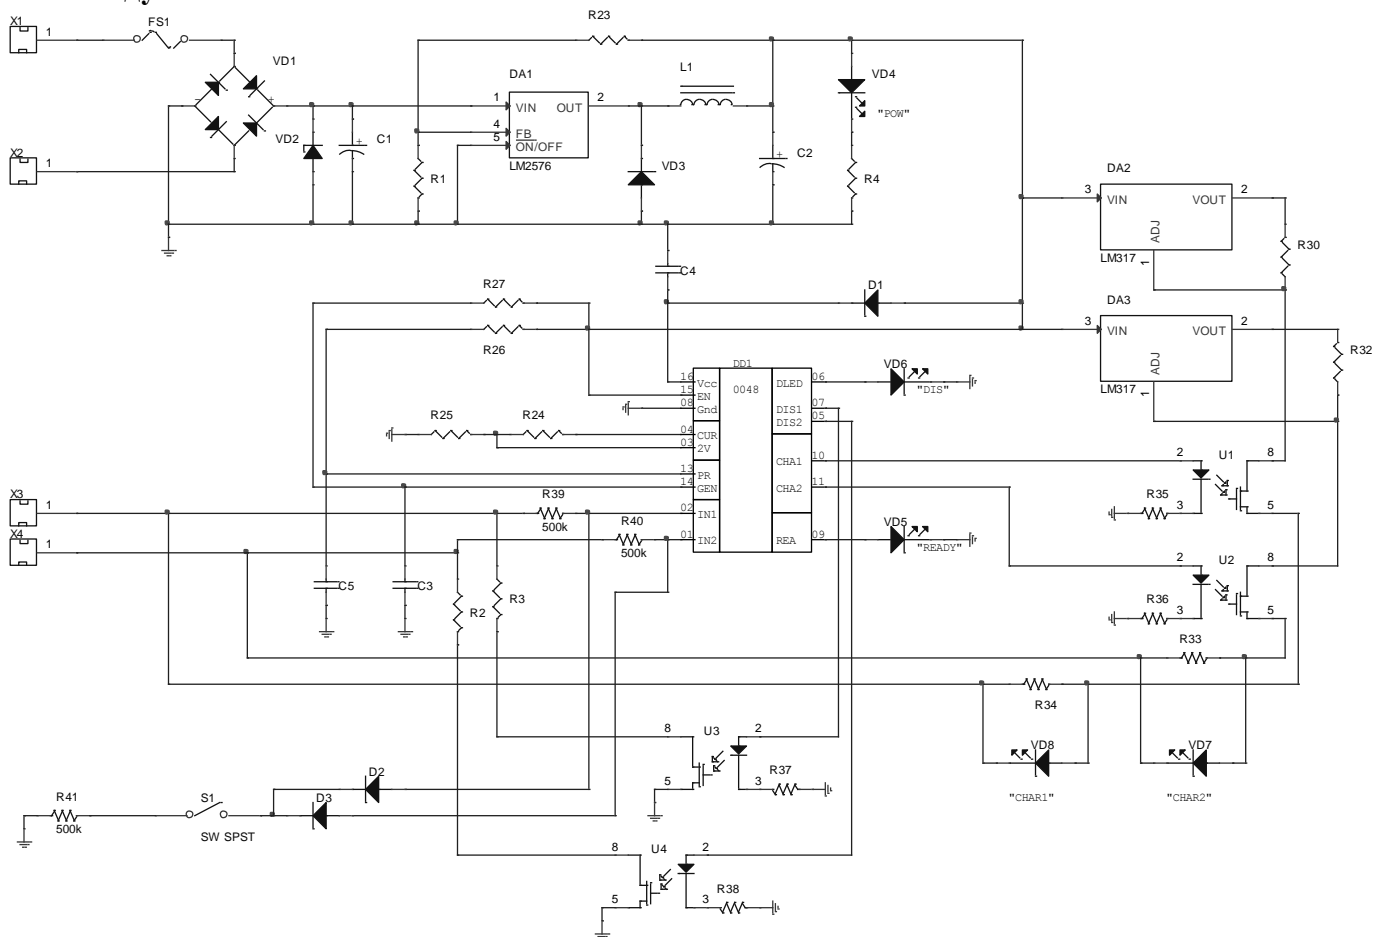 X1
1
FS1
R23
VD1
DA1
L1
VD4
"POW"
1
VIN
OUT
2
4
FB
5
ON/OFF
LM2576
VD2
C1
X2
1
R1
VD3
C2
R4
DA2
3
VIN
VOUT
2
ADJ
LM317
1
R30
C4
R27
D1
DA3
3
VIN
VOUT
2
ADJ
LM317
1
R32
R26
DD1
0048
16
Vcc
15
EN
08
Gnd
04
CUR
03
2V
13
PR
14
GEN
02
IN1
01
IN2
DLED
06
DIS1
07
DIS2
05
CHA1
10
CHA2
11
REA
09
VD6
"DIS"
R25
R24
2
U1
8
R35
3
5
X3
1
R39
500k
X4
1
R40
500k
VD5
"READY"
2
U2
8
R36
3
5
C5
C3
R2
R3
R33
R34
8
U3
2
5
3
R37
VD8
"CHAR1"
VD7
"CHAR2"
R41
500k
S1
SW SPST
D2
D3
8
U4
2
5
3
R38